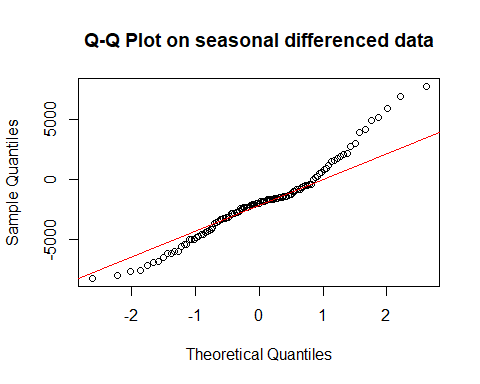 Q-Q Plot on seasonal differenced data
Sample Quantiles
5000
0
-5000
-2
-1
0
1
2
Theoretical Quantiles